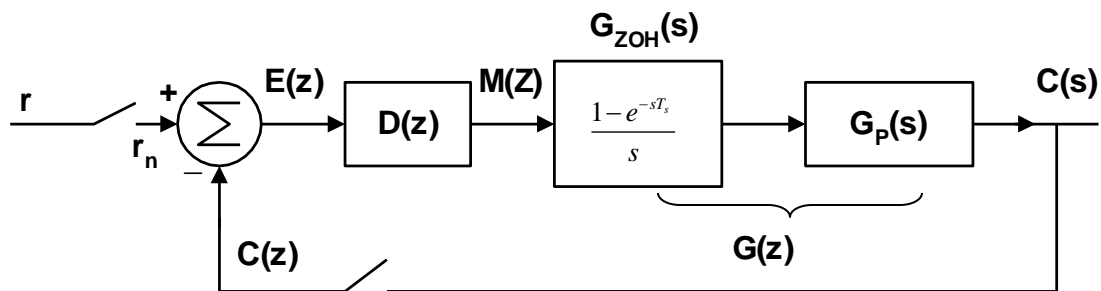 G_ZOH(s)
E(z)
M(Z)
C(s)
r
+
∑
D(z)
1 − e^{−sT_s}
s
G_P(s)
r_n
−
C(z)
G(z)